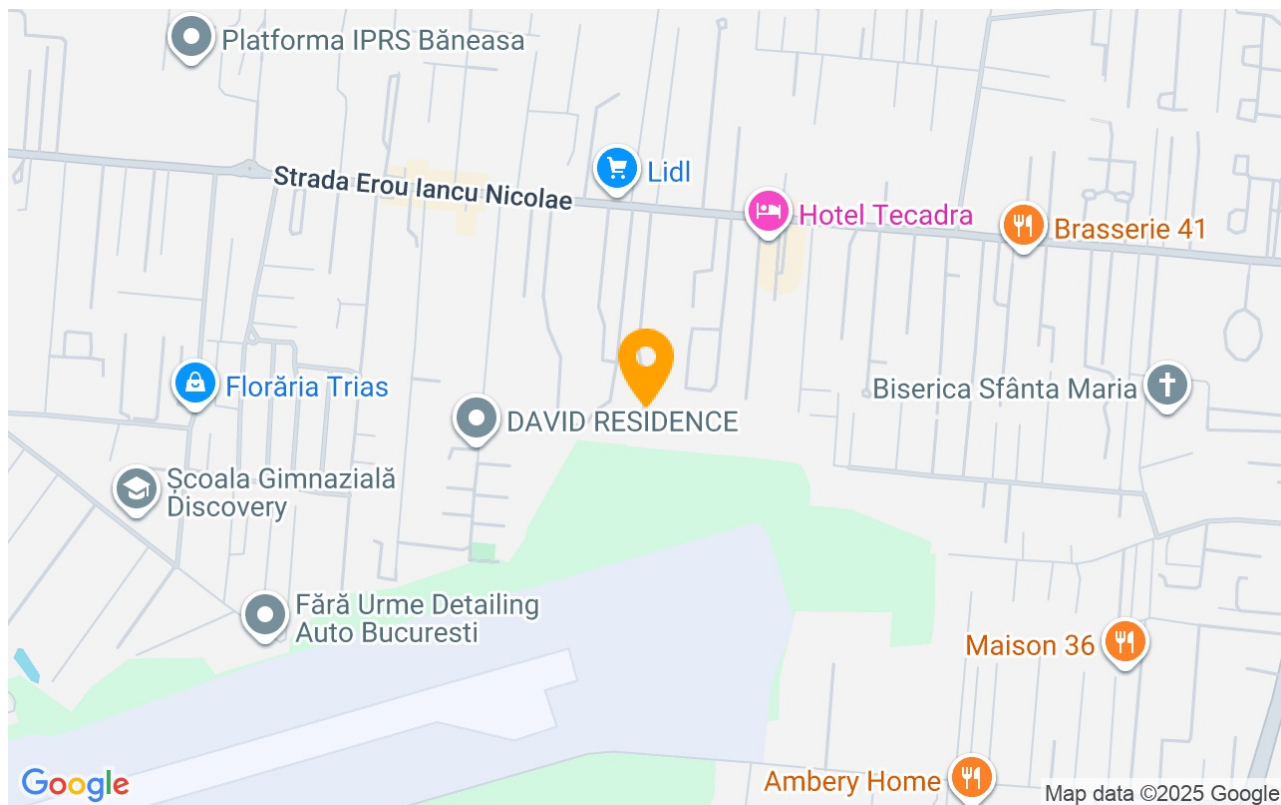 Platforma IPRS Băneasa
Strada Erou Iancu Nicolae
Lidl
Hotel Tecadra
Brasserie 41
Florăria Trias
DAVID RESIDENCE
Biserica Sfânta Maria
Școala Gimnazială
Discovery
Fără Urme Detailing
Auto Bucuresti
Maison 36
Ambery Home
Google
Map data ©2025 Google